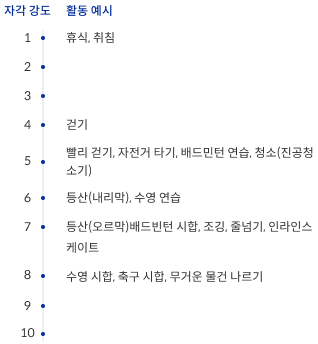 자각 강도 활동 예시
1 휴식, 취침
2
3
4 걷기
5 빨리 걷기, 자전거 타기, 배드민턴 연습, 청소(진공청
소기)
6 등산(내리막), 수영 연습
7 등산(오르막)배드빈턴 시합, 조깅, 줄넘기, 인라인스
케이트
8 수영 시합, 축구 시합, 무거운 물건 나르기
9
10